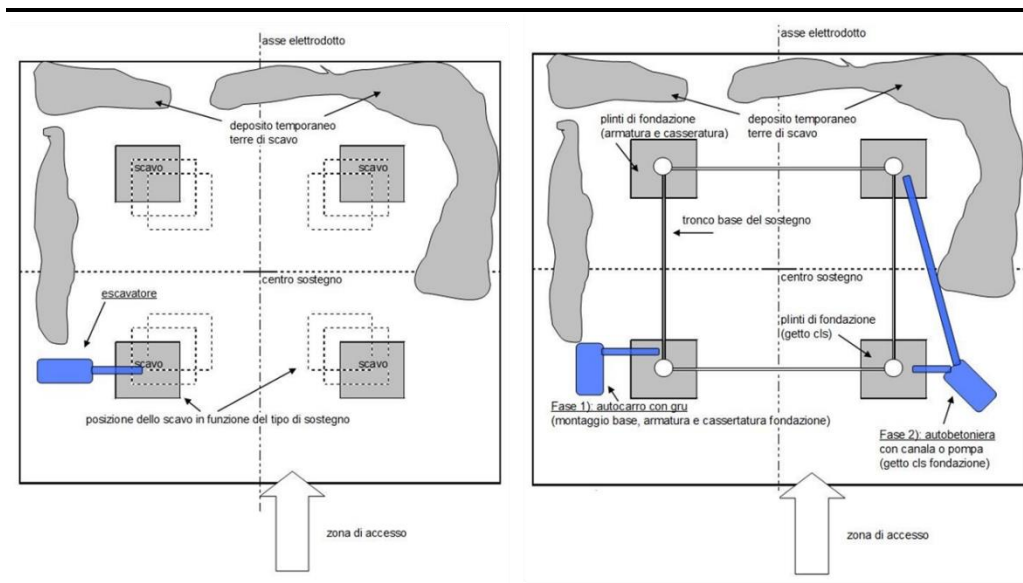 asse elettrodotto
deposito temporaneo
terre di scavo
scavo
scavo
centro sostegno
escavatore
scavo
scavo
posizione dello scavo in funzione del tipo di sostegno
zona di accesso
asse elettrodotto
plinti di fondazione
(armatura e casseratura)
deposito temporaneo
terre di scavo
tronco base del sostegno
centro sostegno
plinti di fondazione
(getto cls)
Fase 1): autocarro con gru
(montaggio base, armatura e cassertatura fondazione)
Fase 2): autobetoniera
con canala o pompa
(getto cls fondazione)
zona di accesso